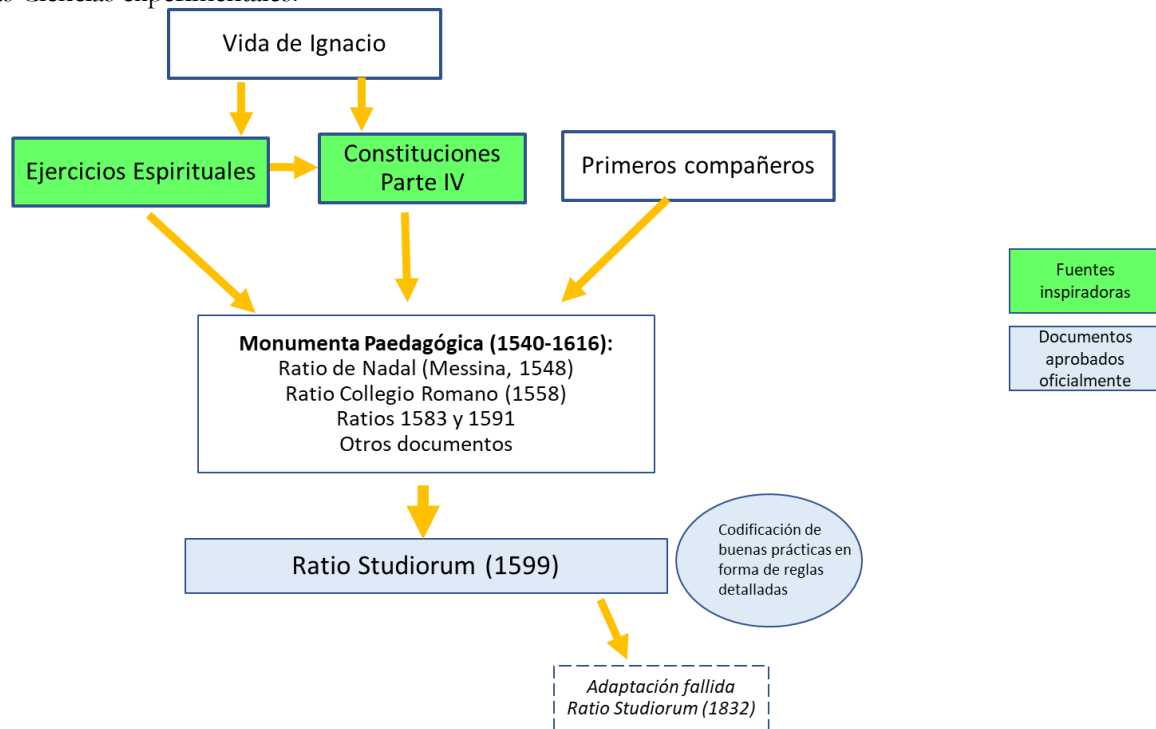 Ciencias experimentales.
Vida de Ignacio
Ejercicios Espirituales
Constituciones
Parte IV
Primeros compañeros
Fuentes
inspiradoras
Documentos
aprobados
oficialmente
Monumenta Paedagógica (1540-1616):
Ratio de Nadal (Messina, 1548)
Ratio Collegio Romano (1558)
Ratios 1583 y 1591
Otros documentos
Ratio Studiorum (1599)
Codificación de
buenas prácticas en
forma de reglas
detalladas
Adaptación fallida
Ratio Studiorum (1832)